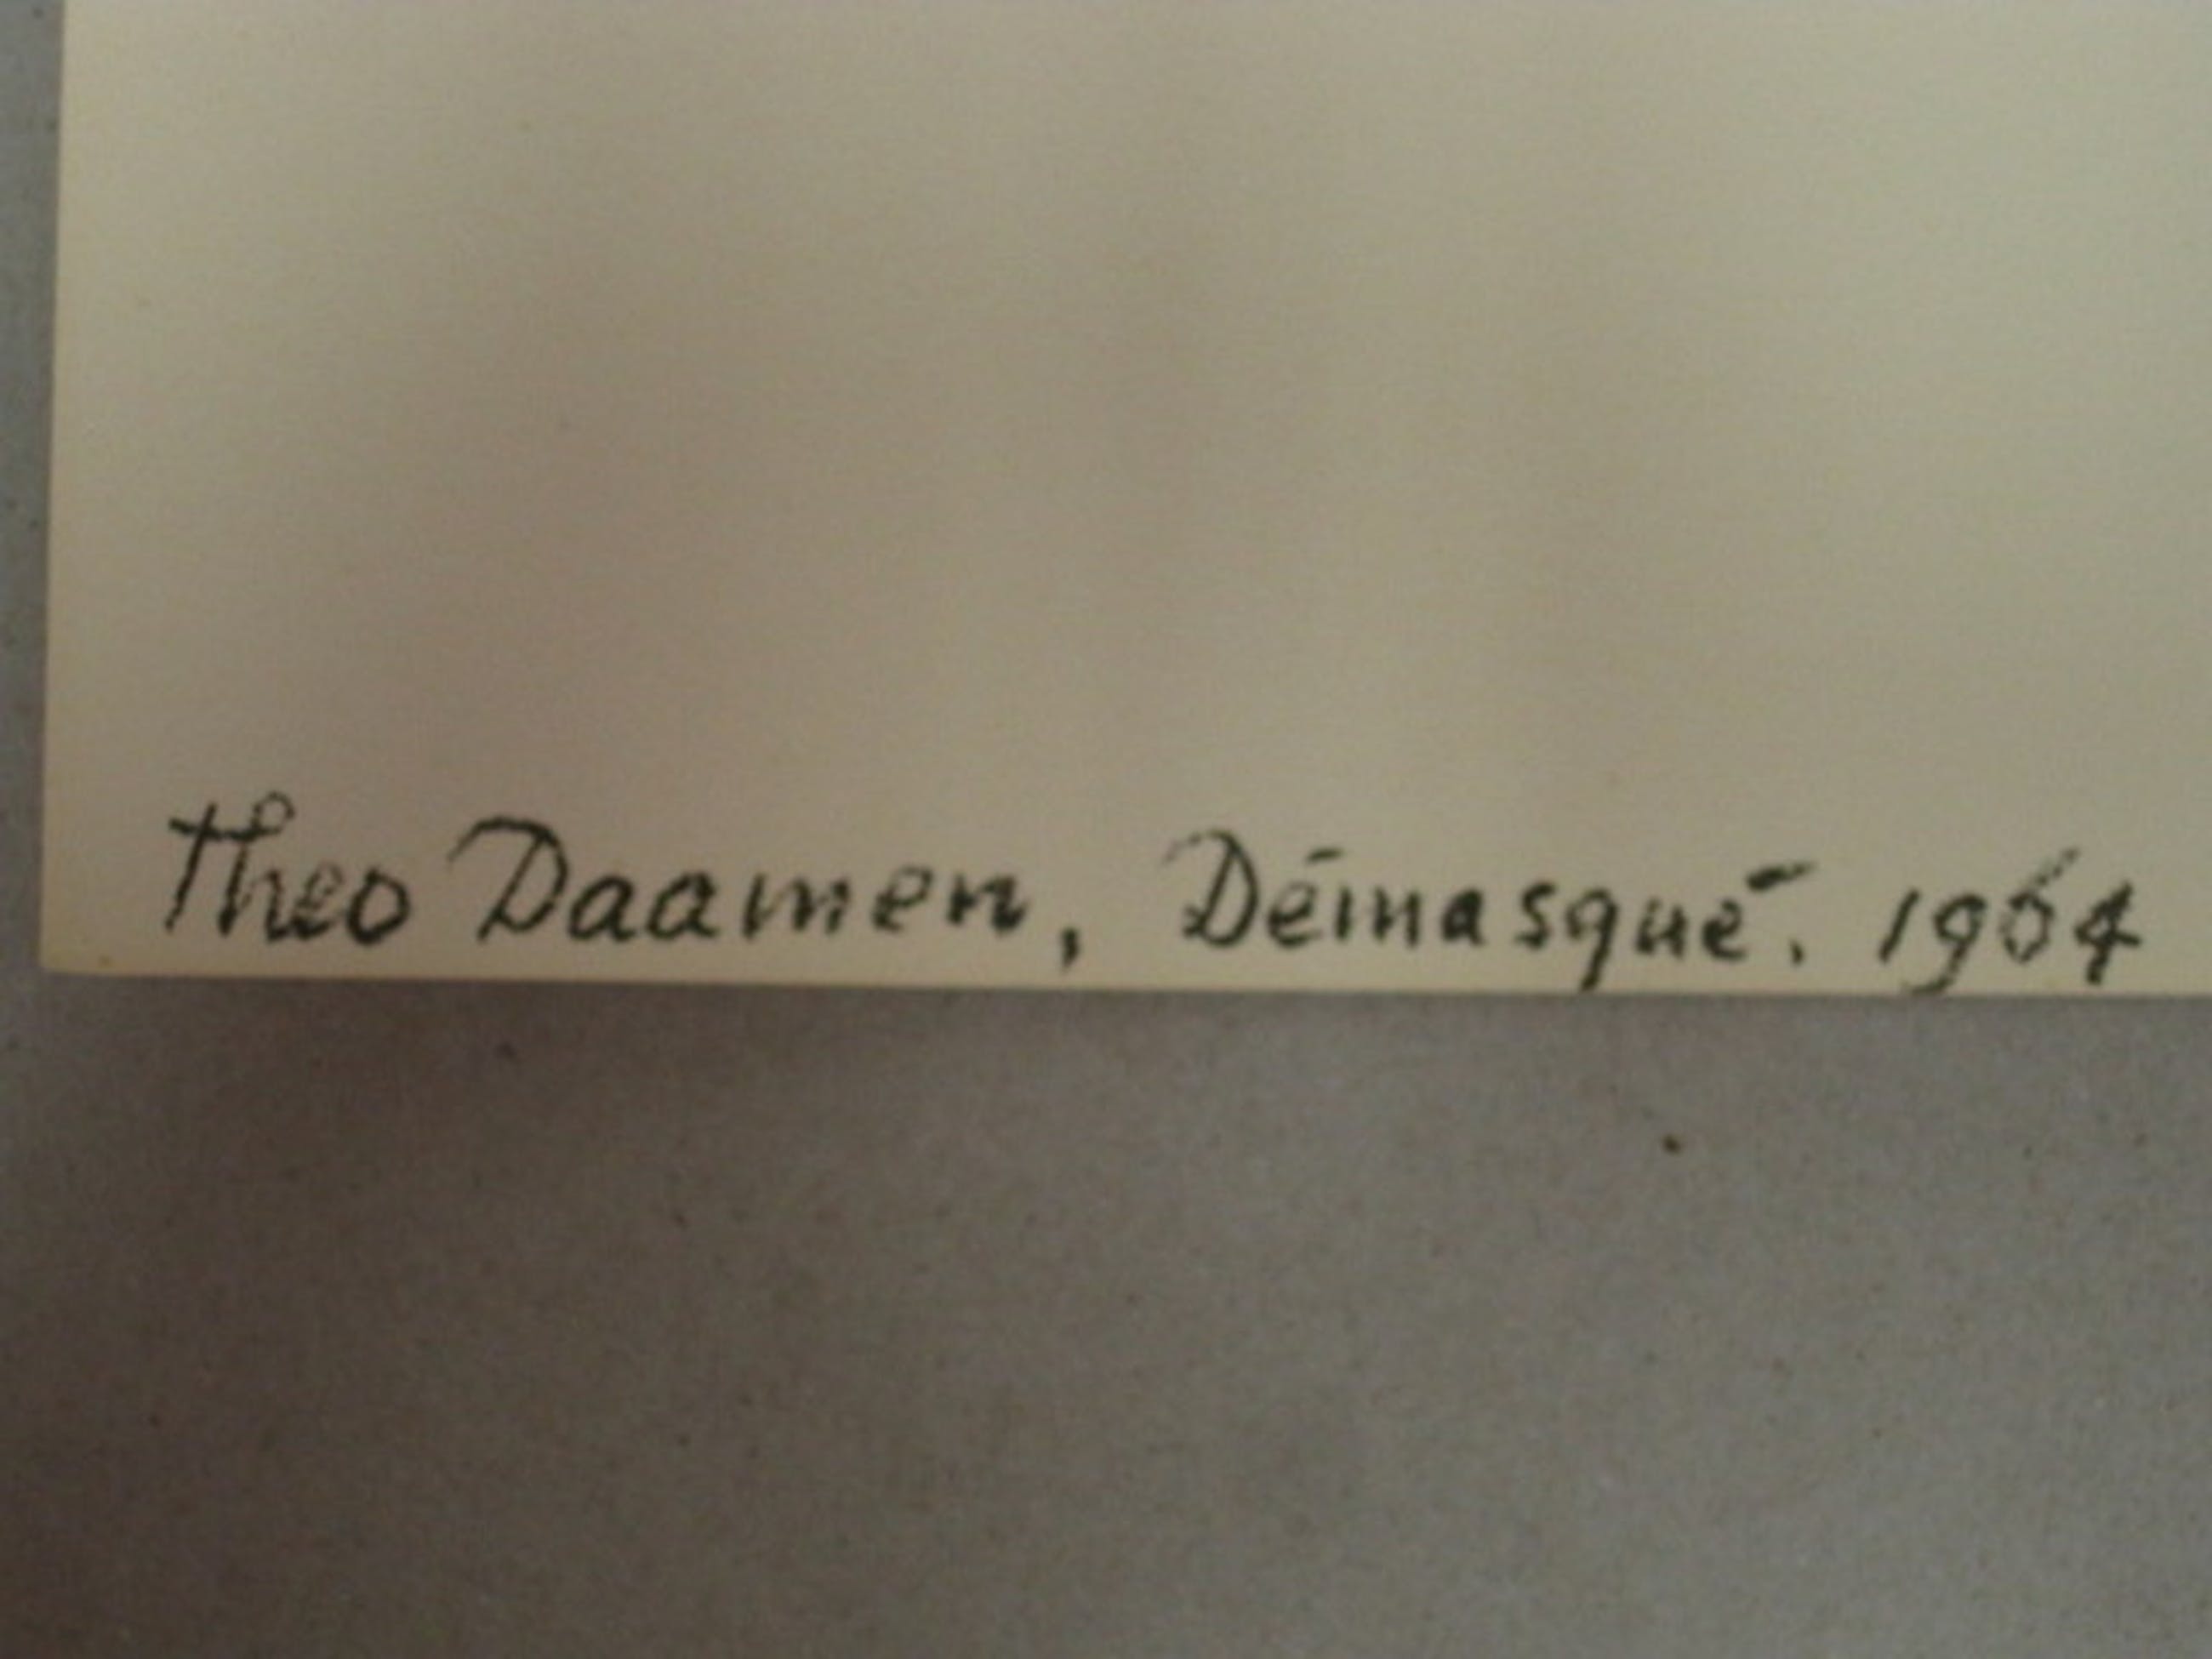 Theo Daamen, Démasqué. 1964